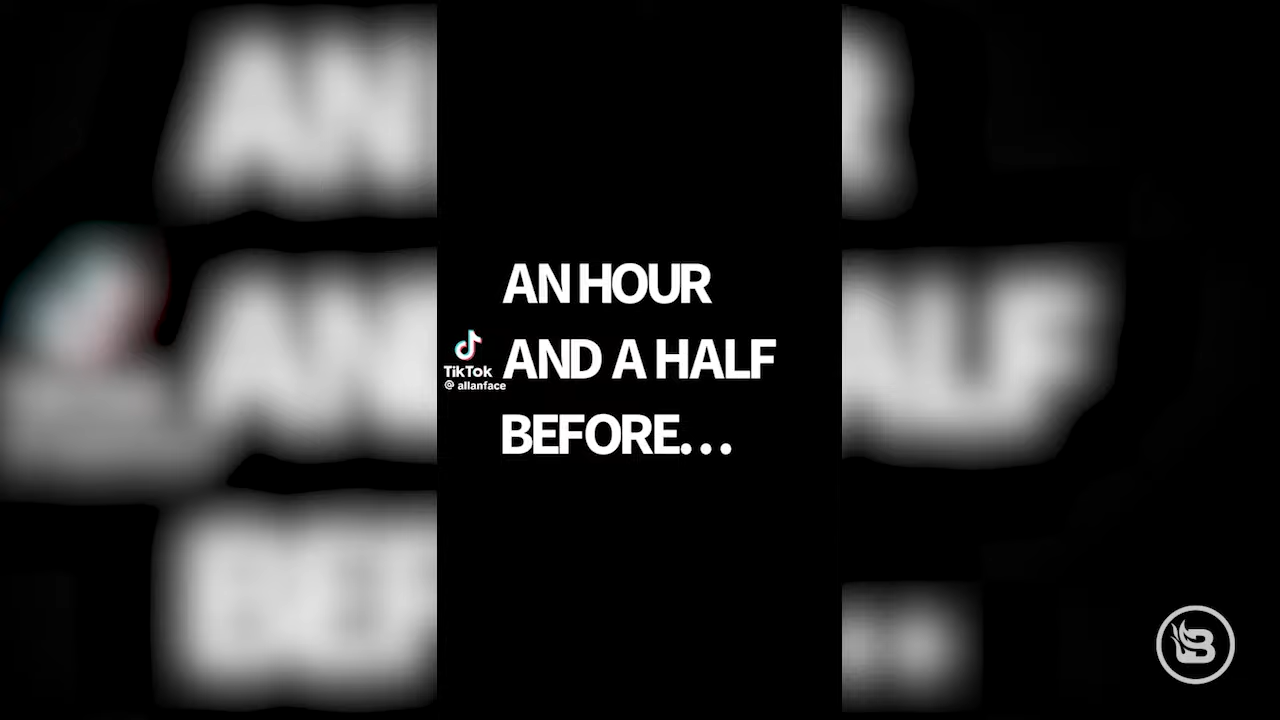 AN HOUR
AND A HALF
BEFORE...
TikTok
@ allanface
B